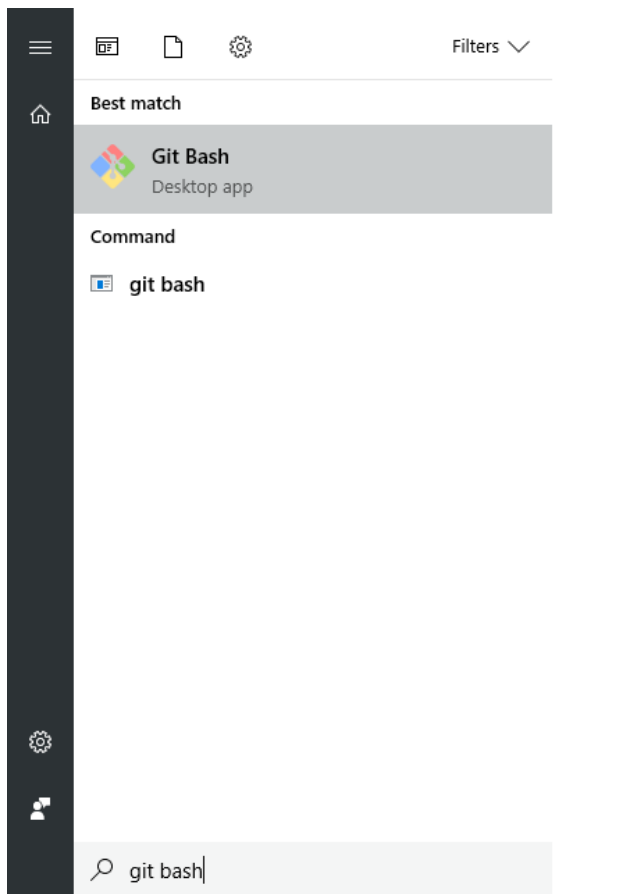 Filters
Best match
Git Bash
Desktop app
Command
git bash
git bash